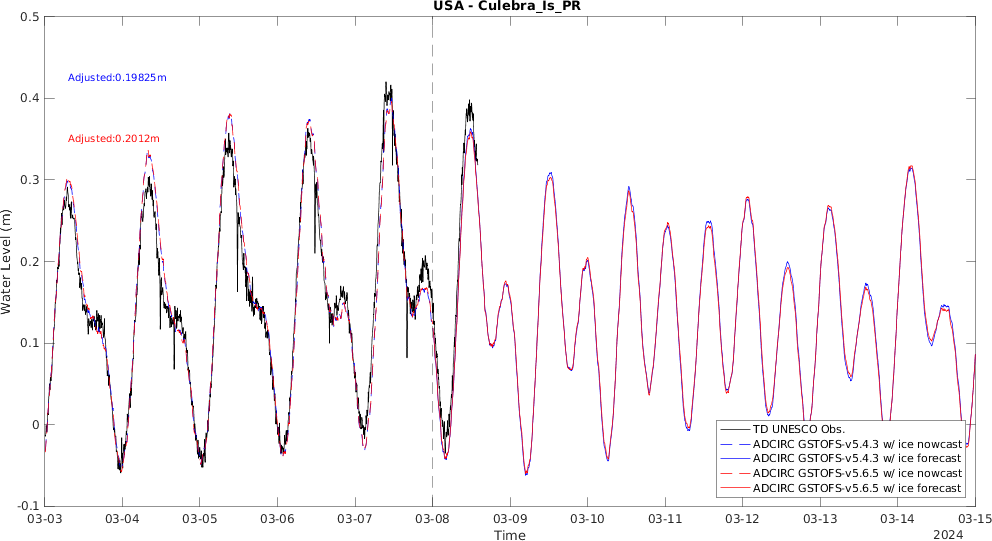 USA - Culebra_Is_PR
0.5
0.4
0.3
0.2
0.1
0
-0.1
Water Level (m)
Adjusted:0.19825m
Adjusted:0.2012m
TD UNESCO Obs.
ADCIRC GSTOFS-v5.4.3 w/ ice nowcast
ADCIRC GSTOFS-v5.4.3 w/ ice forecast
ADCIRC GSTOFS-v5.6.5 w/ ice nowcast
ADCIRC GSTOFS-v5.6.5 w/ ice forecast
03-03 03-04 03-05 03-06 03-07 03-08 03-09 03-10 03-11 03-12 03-13 03-14 03-15
Time
2024